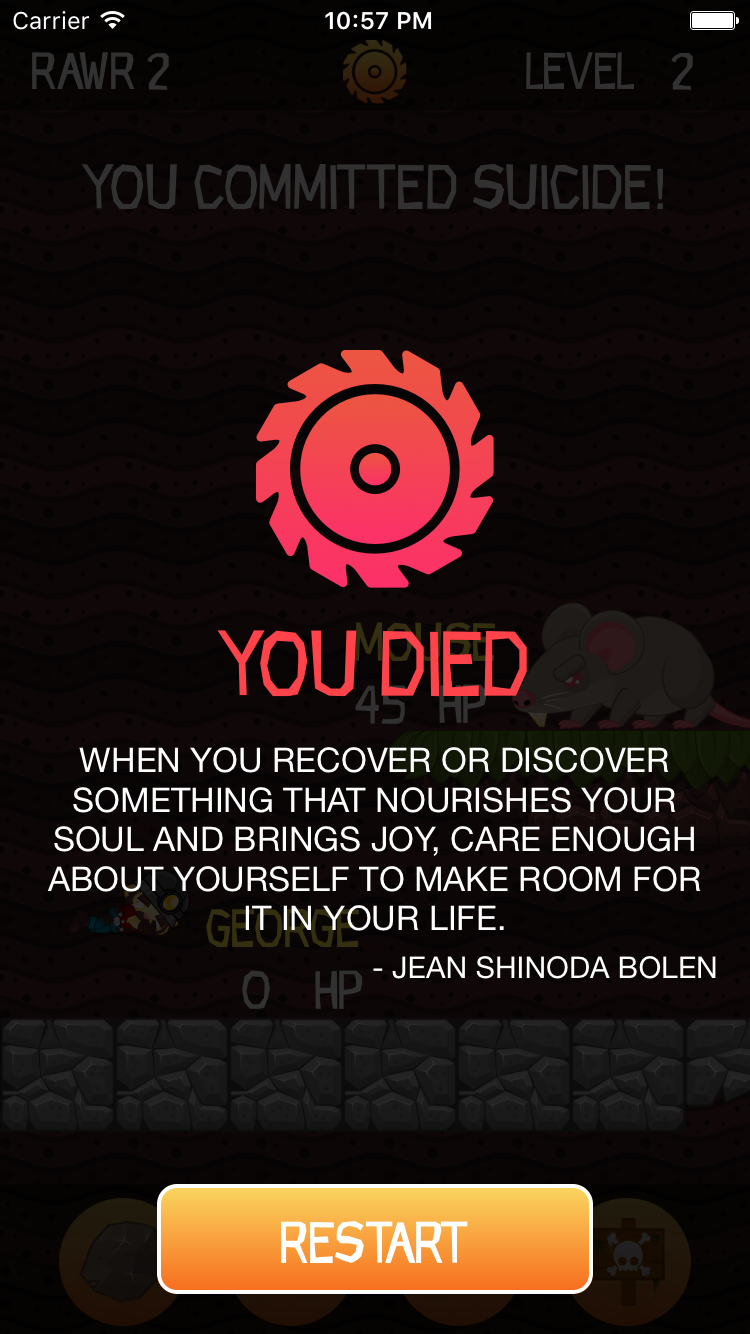 Carrier 10:57 PM
RAWR 2 LEVEL 2
YOU COMMITTED SUICIDE!
MOUSE
YOU DIED
45 HP
WHEN YOU RECOVER OR DISCOVER
SOMETHING THAT NOURISHES YOUR
SOUL AND BRINGS JOY, CARE ENOUGH
ABOUT YOURSELF TO MAKE ROOM FOR
IT IN YOUR LIFE.
GEORGE
- JEAN SHINODA BOLEN
0 HP
RESTART